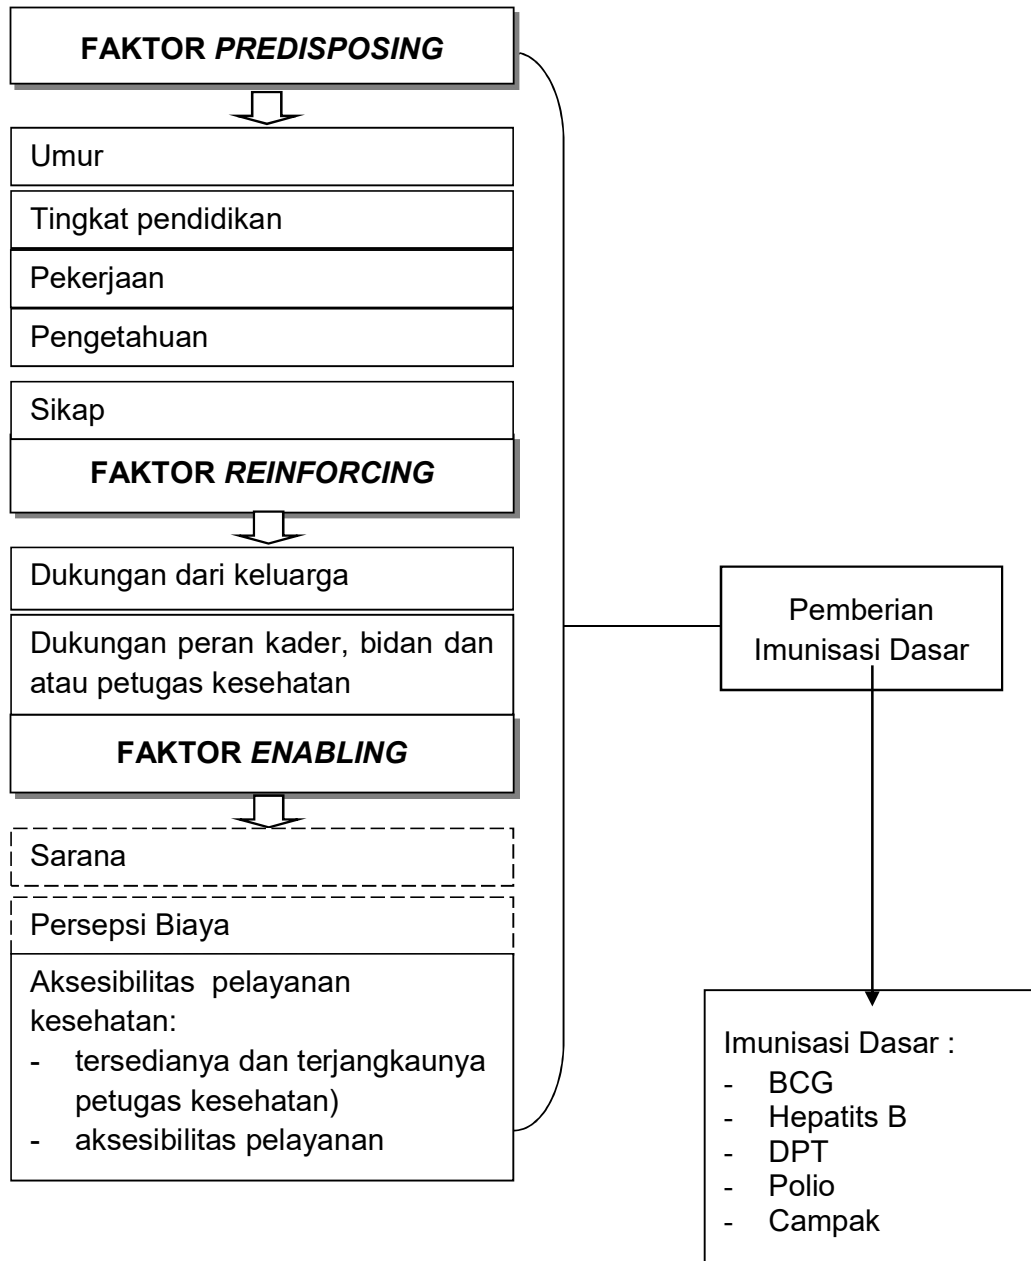 FAKTOR PREDISPOSING
Umur
Tingkat pendidikan
Pekerjaan
Pengetahuan
Sikap
FAKTOR REINFORCING
Dukungan dari keluarga
Dukungan peran kader, bidan dan
atau petugas kesehatan
FAKTOR ENABLING
Sarana
Persepsi Biaya
Aksesibilitas pelayanan
kesehatan:
- tersedianya dan terjangkaunya
petugas kesehatan)
- aksesibilitas pelayanan
Pemberian
Imunisasi Dasar
Imunisasi Dasar :
- BCG
- Hepatits B
- DPT
- Polio
- Campak